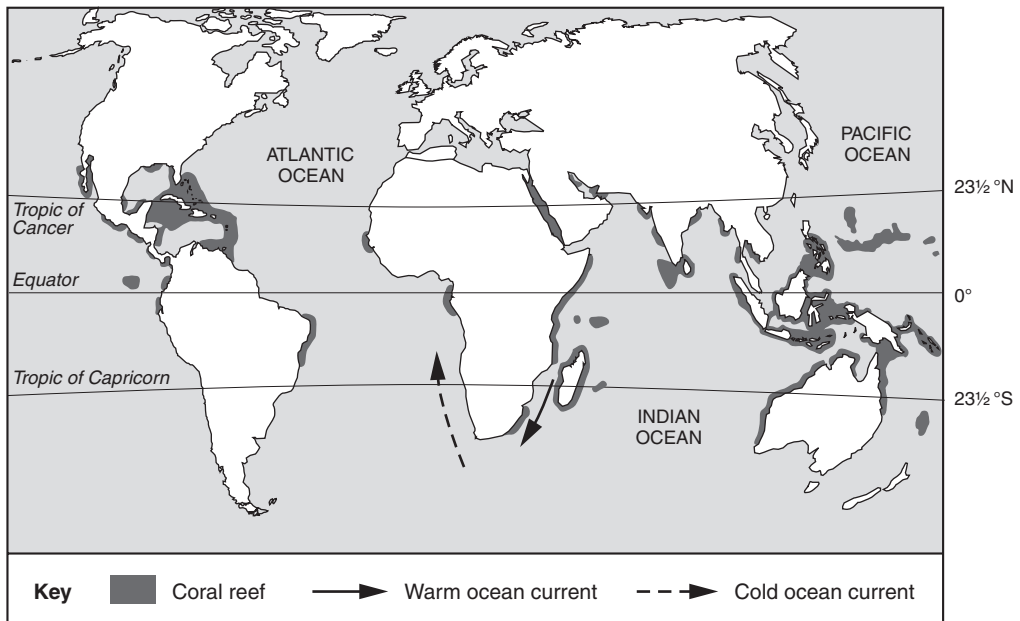 ATLANTIC
OCEAN
PACIFIC
OCEAN
23½ °N
Tropic of
Cancer
Equator
0°
Tropic of Capricorn
23½ °S
INDIAN
OCEAN
Key
Coral reef
Warm ocean current
Cold ocean current